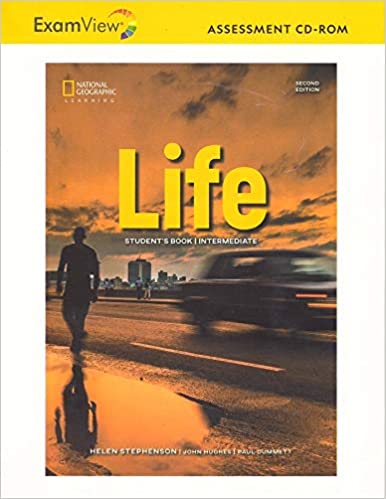 ExamView®
ASSESSMENT CD-ROM
NATIONAL
GEOGRAPHIC
LEARNING
SECOND
EDITION
Life
STUDENT'S BOOK | INTERMEDIATE
HELEN STEPHENSON | JOHN HUGHES | PAUL DUMMETT